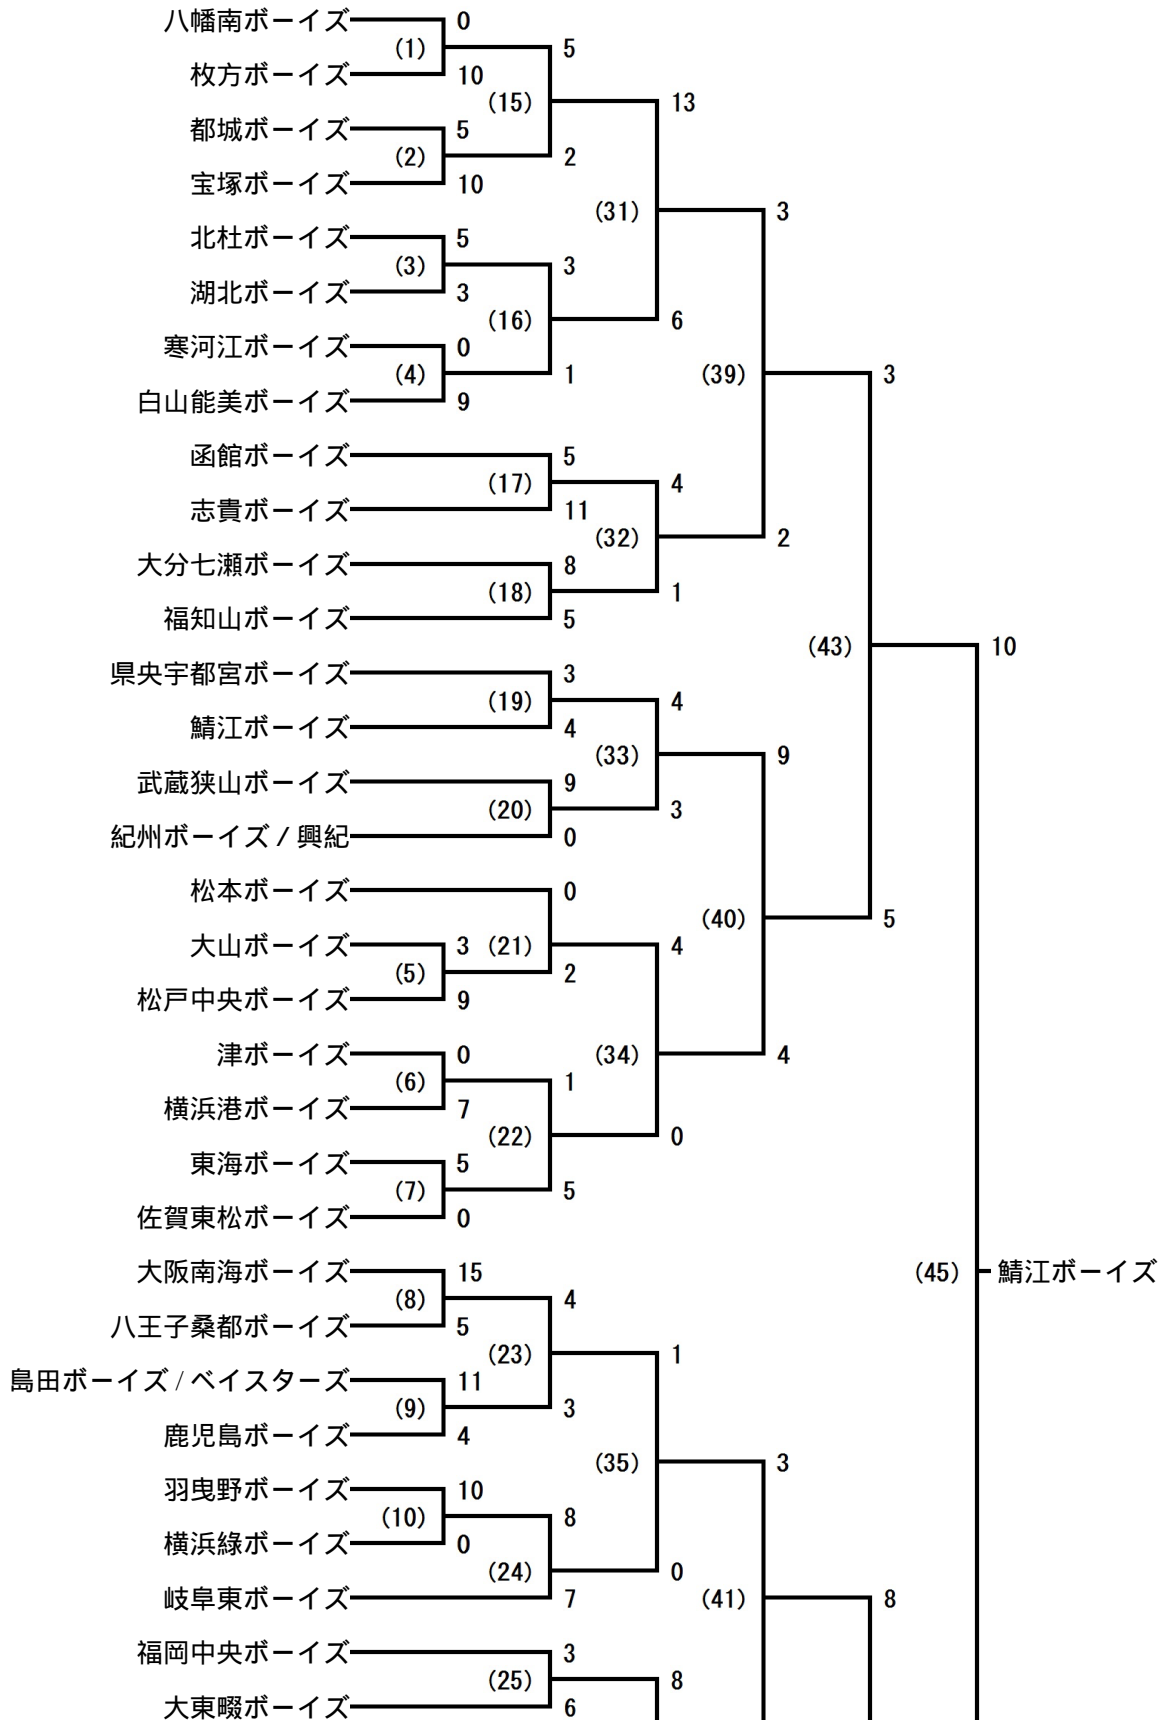 八幡南ボーイズ 0
(1) 5
枚方ボーイズ 10
(15) 13
都城ボーイズ 5
(2) 2
宝塚ボーイズ 10
(31) 3
北杜ボーイズ 5
(3) 3
湖北ボーイズ 3
(16) 6
寒河江ボーイズ 0
(4) 1 (39) 3
白山能美ボーイズ 9
函館ボーイズ 5
(17) 4
志貴ボーイズ 11
(32) 2
大分七瀬ボーイズ 8
(18) 1
福知山ボーイズ 5
(43) 10
県央宇都宮ボーイズ 3
(19) 4
鯖江ボーイズ 4
(33) 9
武蔵狭山ボーイズ 9
(20) 3
紀州ボーイズ / 興紀 0
松本ボーイズ 0
(40) 5
大山ボーイズ 3 (21) 4
(5) 2
松戸中央ボーイズ 9
津ボーイズ 0 (34) 4
(6) 1
横浜港ボーイズ 7
(22) 0
東海ボーイズ 5
(7) 5
佐賀東松ボーイズ 0
大阪南海ボーイズ 15 (45) 鯖江ボーイズ
(8) 4
八王子桑都ボーイズ 5
(23) 1
島田ボーイズ / ベイスターズ 11
(9) 3
鹿児島ボーイズ 4
(35) 3
羽曳野ボーイズ 10
(10) 8
横浜緑ボーイズ 0
(24) 0
岐阜東ボーイズ 7 (41) 8
福岡中央ボーイズ 3
(25) 8
大東畷ボーイズ 6